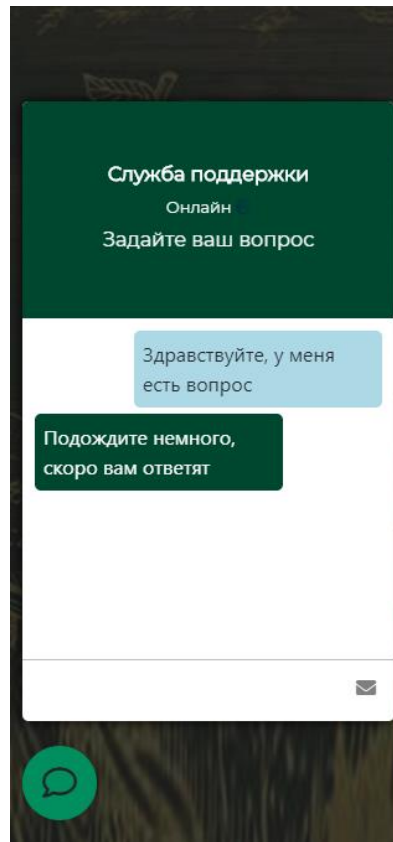 Служба поддержки
Онлайн
Задайте ваш вопрос
Здравствуйте, у меня
есть вопрос
Подождите немного,
скоро вам ответят